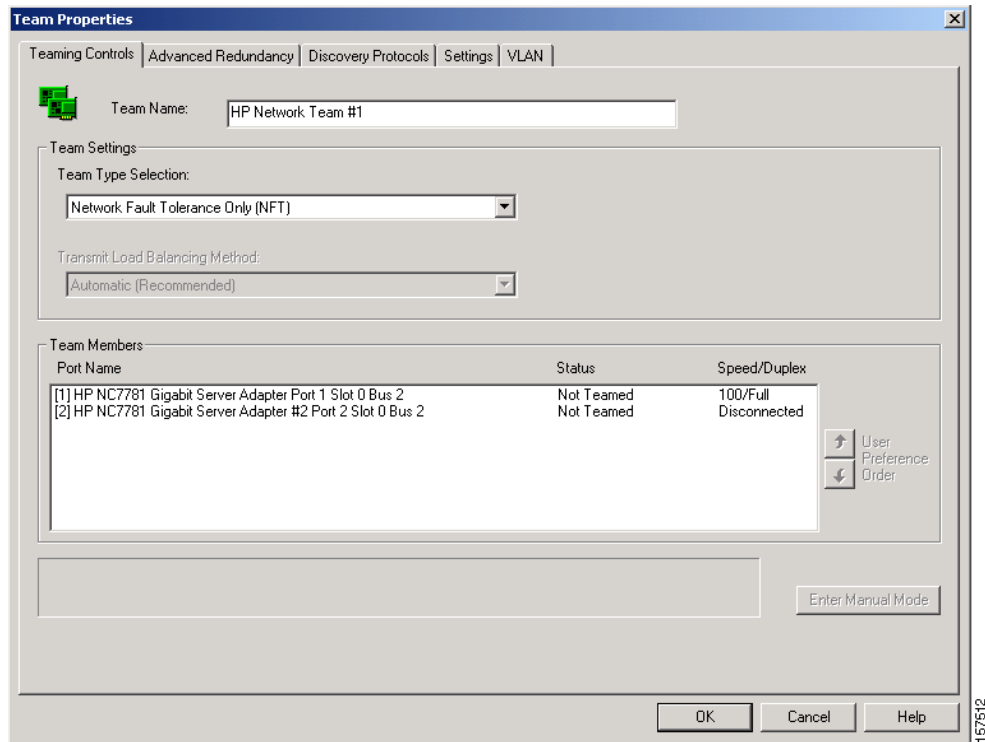 Team Properties
Teaming Controls
Advanced Redundancy
Discovery Protocols
Settings
VLAN
Team Name:
HP Network Team #1
Team Settings
Team Type Selection:
Network Fault Tolerance Only (NFT)
Transmit Load Balancing Method:
Automatic (Recommended)
Team Members
Port Name Status Speed/Duplex
[1] HP NC7781 Gigabit Server Adapter Port 1 Slot 0 Bus 2 Not Teamed 100/Full
[2] HP NC7781 Gigabit Server Adapter #2 Port 2 Slot 0 Bus 2 Not Teamed Disconnected
User
Preference
Order
Enter Manual Mode
OK
Cancel
Help
157512